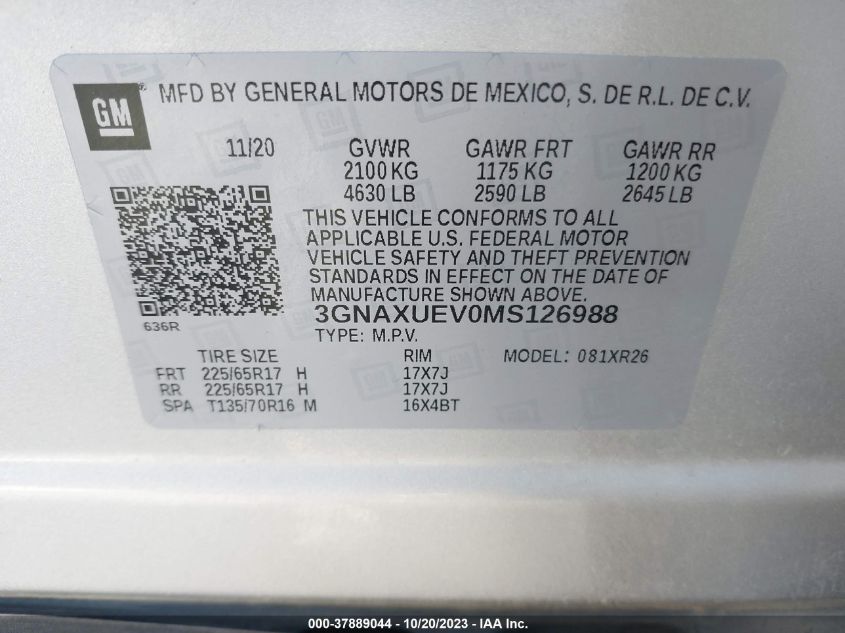 GM ® MFD BY GENERAL MOTORS DE MEXICO, S. DE R.L. DE C.V.
11/20 GVWR GAWR FRT GAWR RR
2100 KG 1175 KG 1200 KG
4630 LB 2590 LB 2645 LB
THIS VEHICLE CONFORMS TO ALL
APPLICABLE U.S. FEDERAL MOTOR
VEHICLE SAFETY AND THEFT PREVENTION
STANDARDS IN EFFECT ON THE DATE OF
MANUFACTURE SHOWN ABOVE.
3GNAXUEV0MS126988
636R
TYPE: M.P.V.
TIRE SIZE RIM MODEL: 081XR26
FRT 225/65R17 H 17X7J
RR 225/65R17 H 17X7J
SPA T135/70R16 M 16X4BT
000-37889044 - 10/20/2023 - IAA Inc.